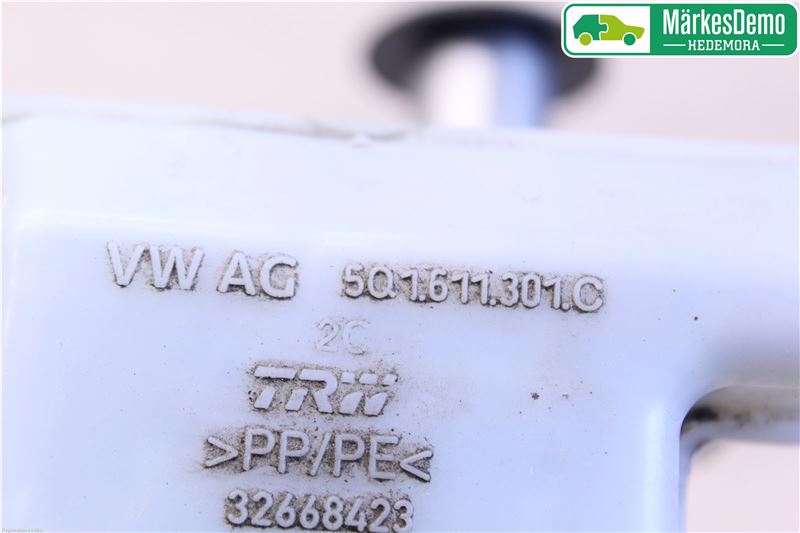 MärkesDemo
HEDEMORA
VW AG 5Q1.611.301.C
2C
TRW
>PP/PE<
32668423